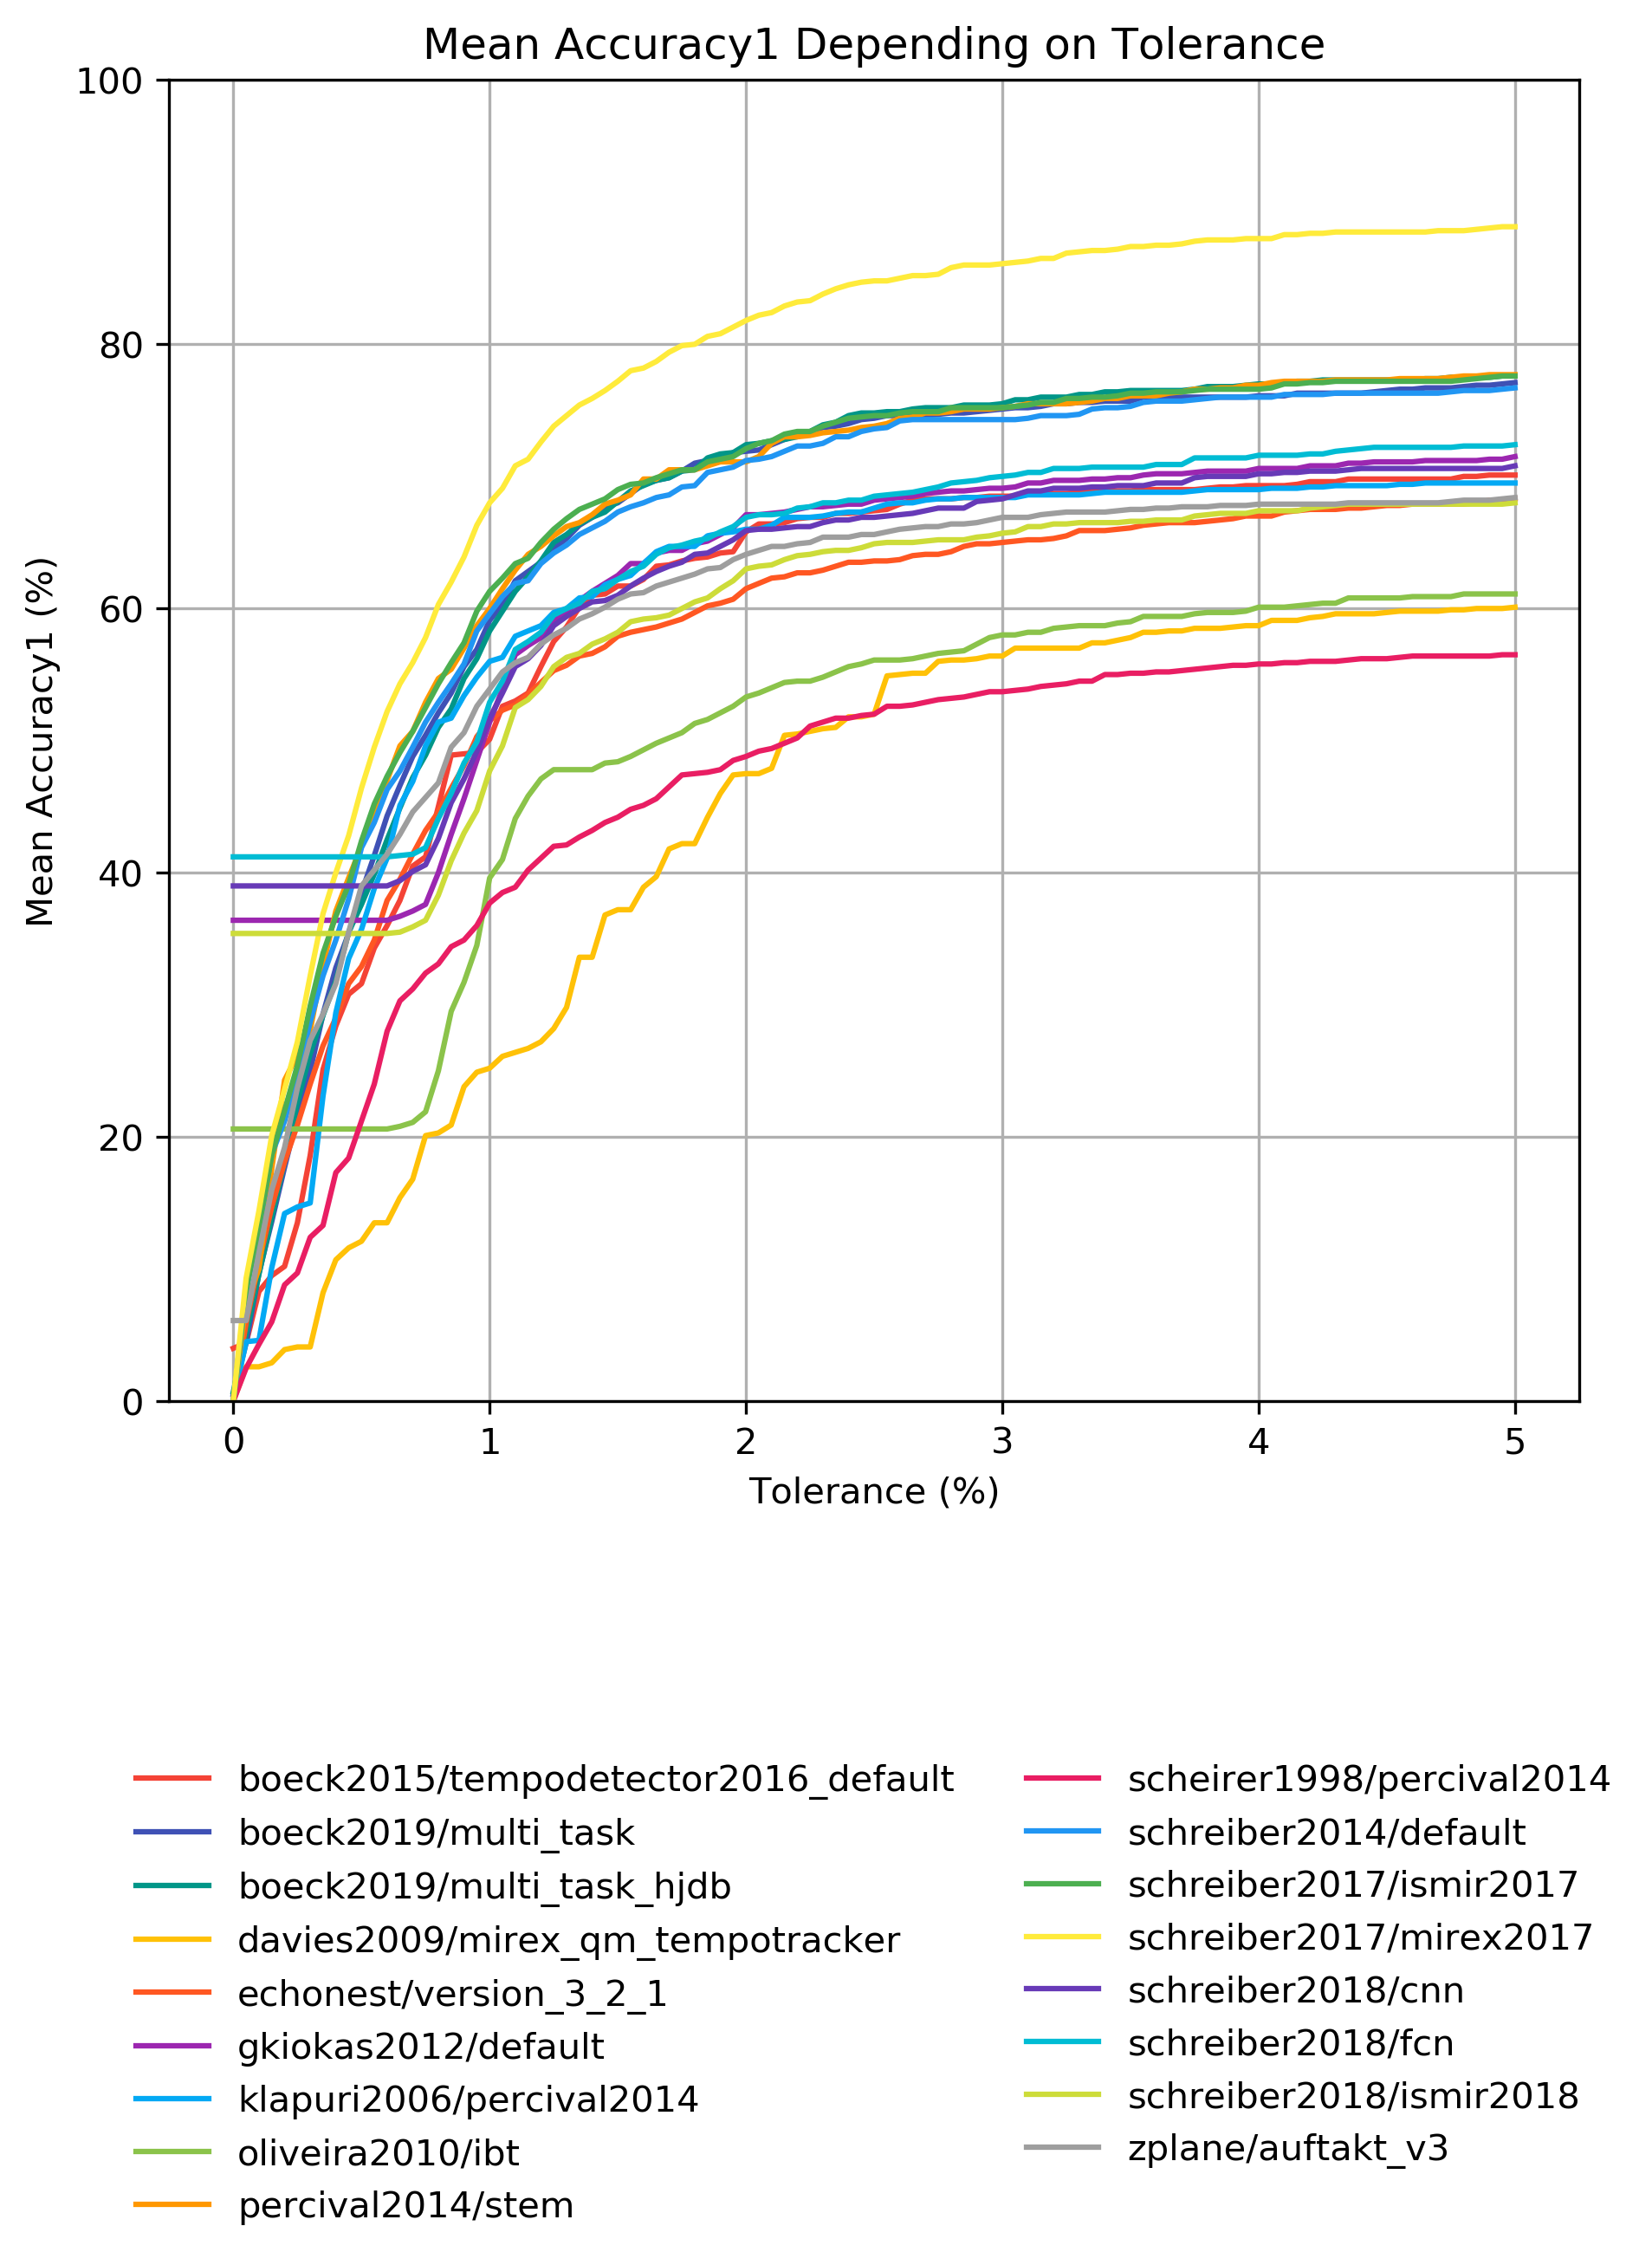 Mean Accuracy1 Depending on Tolerance
100
80
60
40
20
0
Mean Accuracy1 (%)
0 1 2 3 4 5
Tolerance (%)
boeck2015/tempodetector2016_default
boeck2019/multi_task
boeck2019/multi_task_hjdb
davies2009/mirex_qm_tempotracker
echonest/version_3_2_1
gkiokas2012/default
klapuri2006/percival2014
oliveira2010/ibt
percival2014/stem
scheirer1998/percival2014
schreiber2014/default
schreiber2017/ismir2017
schreiber2017/mirex2017
schreiber2018/cnn
schreiber2018/fcn
schreiber2018/ismir2018
zplane/auftakt_v3